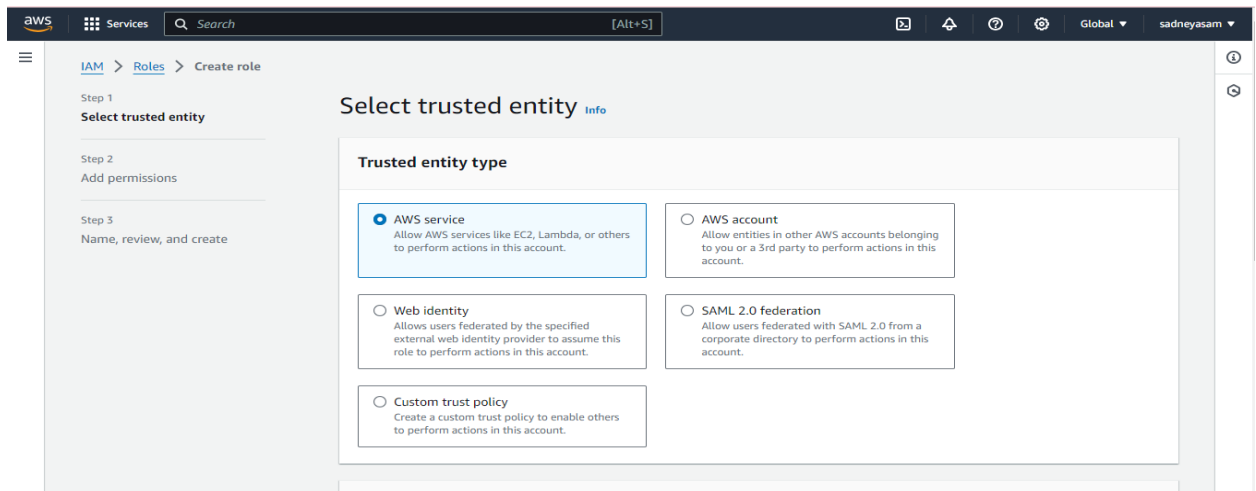 aws
Services
Search
[Alt+S]
Global
sadneyasam
IAM > Roles > Create role
Step 1
Select trusted entity
Step 2
Add permissions
Step 3
Name, review, and create
Select trusted entity Info
Trusted entity type
AWS service
Allow AWS services like EC2, Lambda, or others
to perform actions in this account.
AWS account
Allow entities in other AWS accounts belonging
to you or a 3rd party to perform actions in this
account.
Web identity
Allows users federated by the specified
external web identity provider to assume this
role to perform actions in this account.
SAML 2.0 federation
Allow users federated with SAML 2.0 from a
corporate directory to perform actions in this
account.
Custom trust policy
Create a custom trust policy to enable others
to perform actions in this account.